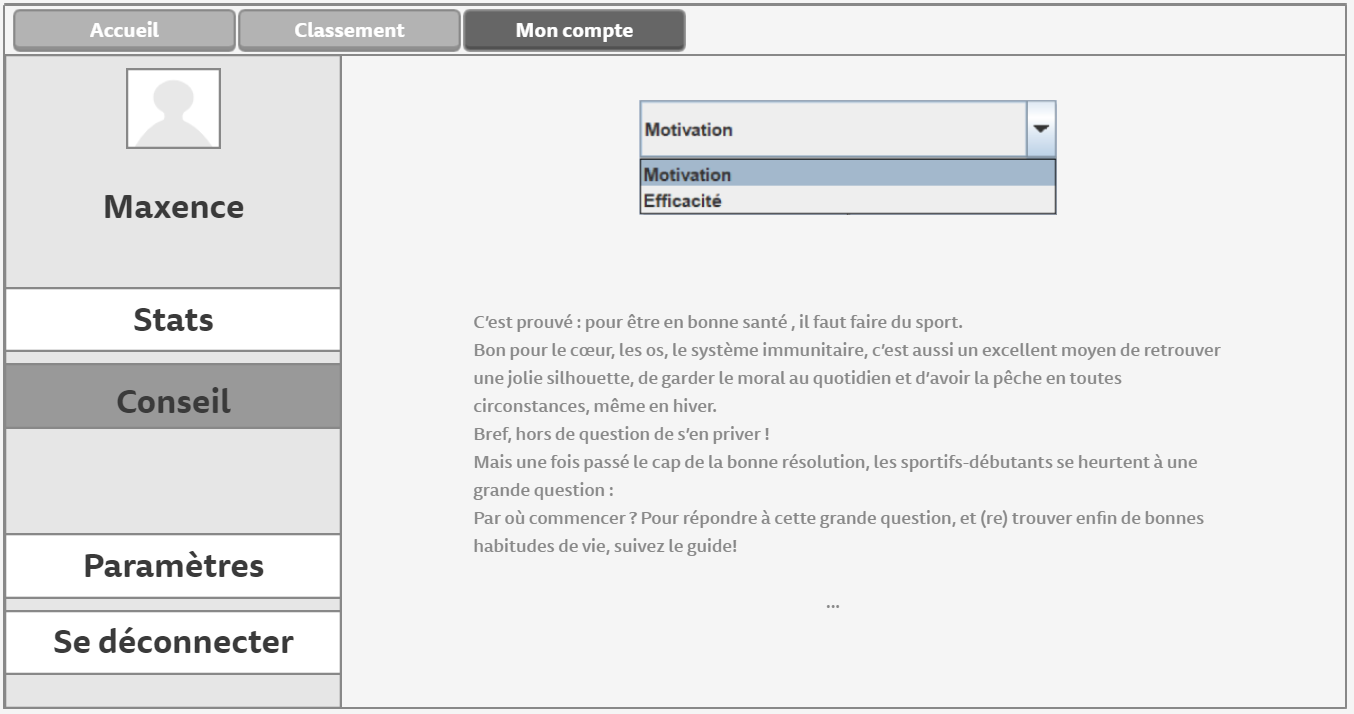 Accueil
Classement
Mon compte
Maxence
Stats
Conseil
Paramètres
Se déconnecter
Motivation
Motivation
Efficacité
C'est prouvé : pour être en bonne santé , il faut faire du sport.
Bon pour le cœur, les os, le système immunitaire, c'est aussi un excellent moyen de retrouver
une jolie silhouette, de garder le moral au quotidien et d'avoir la pêche en toutes
circonstances, même en hiver.
Bref, hors de question de s'en priver !
Mais une fois passé le cap de la bonne résolution, les sportifs-débutants se heurtent à une
grande question :
Par où commencer ? Pour répondre à cette grande question, et (re) trouver enfin de bonnes
habitudes de vie, suivez le guide!
...